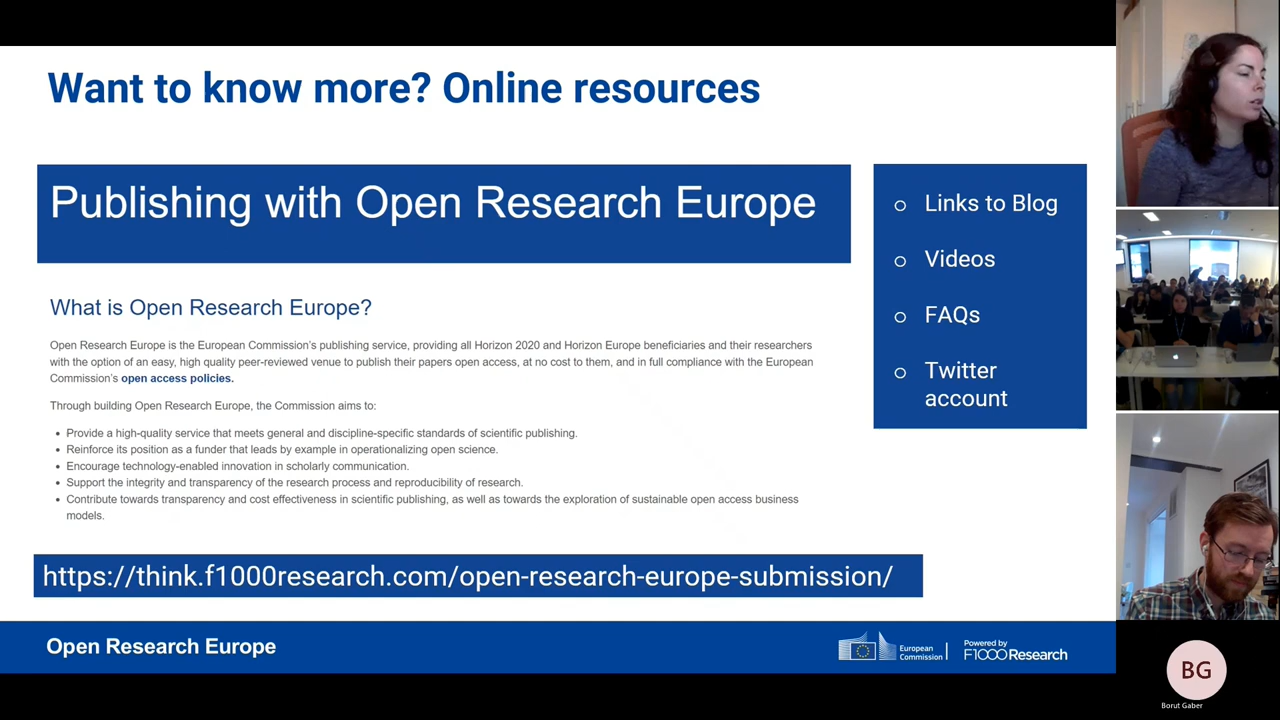 Want to know more? Online resources
Publishing with Open Research Europe
What is Open Research Europe?
Open Research Europe is the European Commission's publishing service, providing all Horizon 2020 and Horizon Europe beneficiaries and their researchers
with the option of an easy, high quality peer-reviewed venue to publish their papers open access, at no cost to them, and in full compliance with the European
Commission's open access policies.
Through building Open Research Europe, the Commission aims to:
• Provide a high-quality service that meets general and discipline-specific standards of scientific publishing.
• Reinforce its position as a funder that leads by example in operationalizing open science.
• Encourage technology-enabled innovation in scholarly communication.
• Support the integrity and transparency of the research process and reproducibility of research.
• Contribute towards transparency and cost effectiveness in scientific publishing, as well as towards the exploration of sustainable open access business
models.
o Links to Blog
o Videos
o FAQs
o Twitter
account
https://think.f1000research.com/open-research-europe-submission/
Open Research Europe
European
Commission
Powered by
F1000Research
BG
Borut Gaber